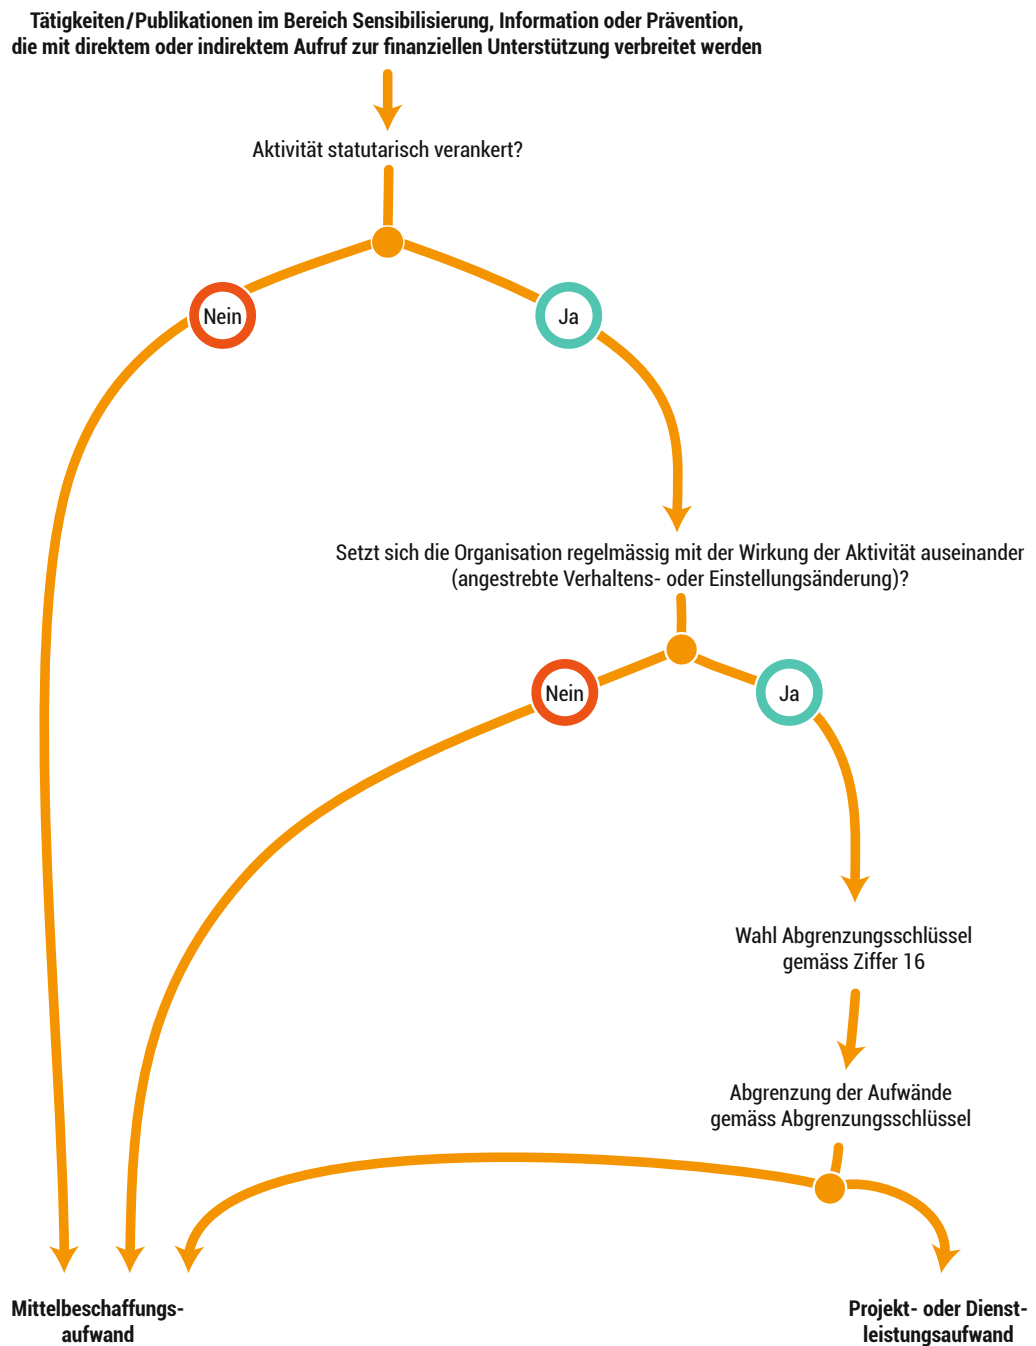 Tätigkeiten/Publikationen im Bereich Sensibilisierung, Information oder Prävention,
die mit direktem oder indirektem Aufruf zur finanziellen Unterstützung verbreitet werden
Aktivität statutarisch verankert?
Nein
Ja
Setzt sich die Organisation regelmässig mit der Wirkung der Aktivität auseinander
(angestrebte Verhaltens- oder Einstellungsänderung)?
Nein
Ja
Wahl Abgrenzungsschlüssel
gemäss Ziffer 16
Abgrenzung der Aufwände
gemäss Abgrenzungsschlüssel
Mittelbeschaffungs-
aufwand
Projekt- oder Dienst-
leistungsaufwand